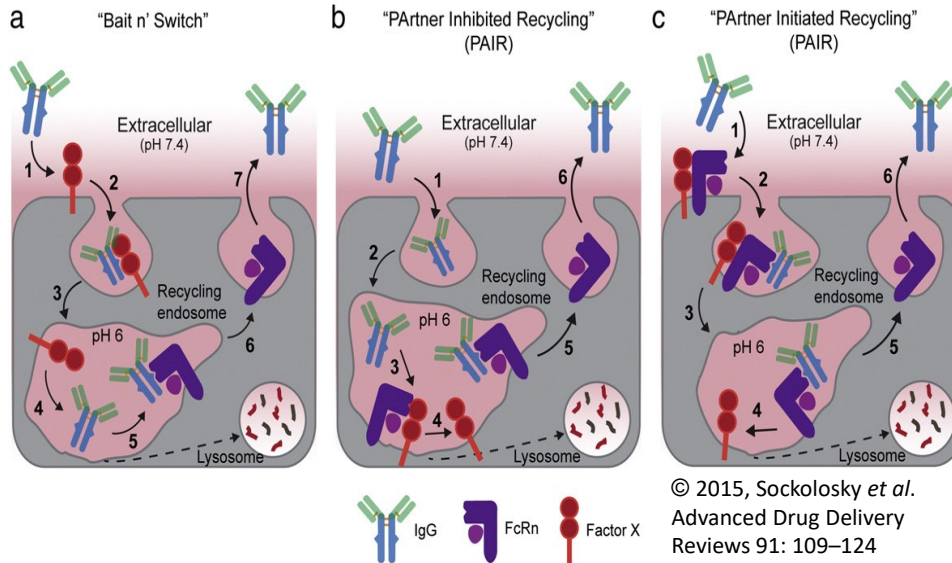 a
"Bait n' Switch"
Extracellular
(pH 7.4)
1
2
3
4
5
6
7
Recycling
endosome
pH 6
Lysosome
b
"PArtner Inhibited Recycling"
(PAIR)
Extracellular
(pH 7.4)
1
2
3
4
5
6
Recycling
endosome
pH 6
Lysosome
c
"PArtner Initiated Recycling"
(PAIR)
Extracellular
(pH 7.4)
1
2
3
4
5
6
Recycling
endosome
pH 6
Lysosome
IgG
FcRn
Factor X
© 2015, Sockolosky et al.
Advanced Drug Delivery
Reviews 91: 109–124